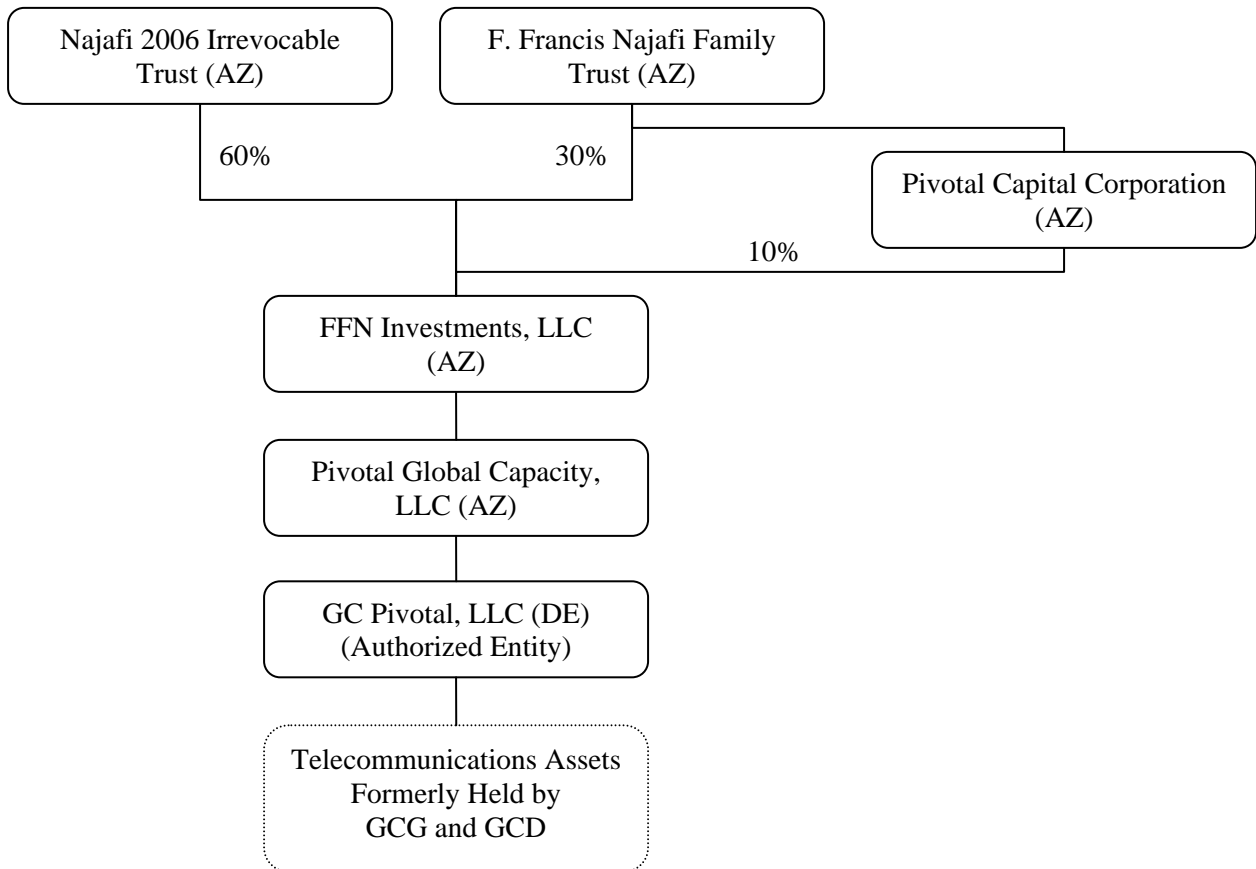 Najafi 2006 Irrevocable
Trust (AZ)
F. Francis Najafi Family
Trust (AZ)
60%
30%
Pivotal Capital Corporation
(AZ)
10%
FFN Investments, LLC
(AZ)
Pivotal Global Capacity,
LLC (AZ)
GC Pivotal, LLC (DE)
(Authorized Entity)
Telecommunications Assets
Formerly Held by
GCG and GCD